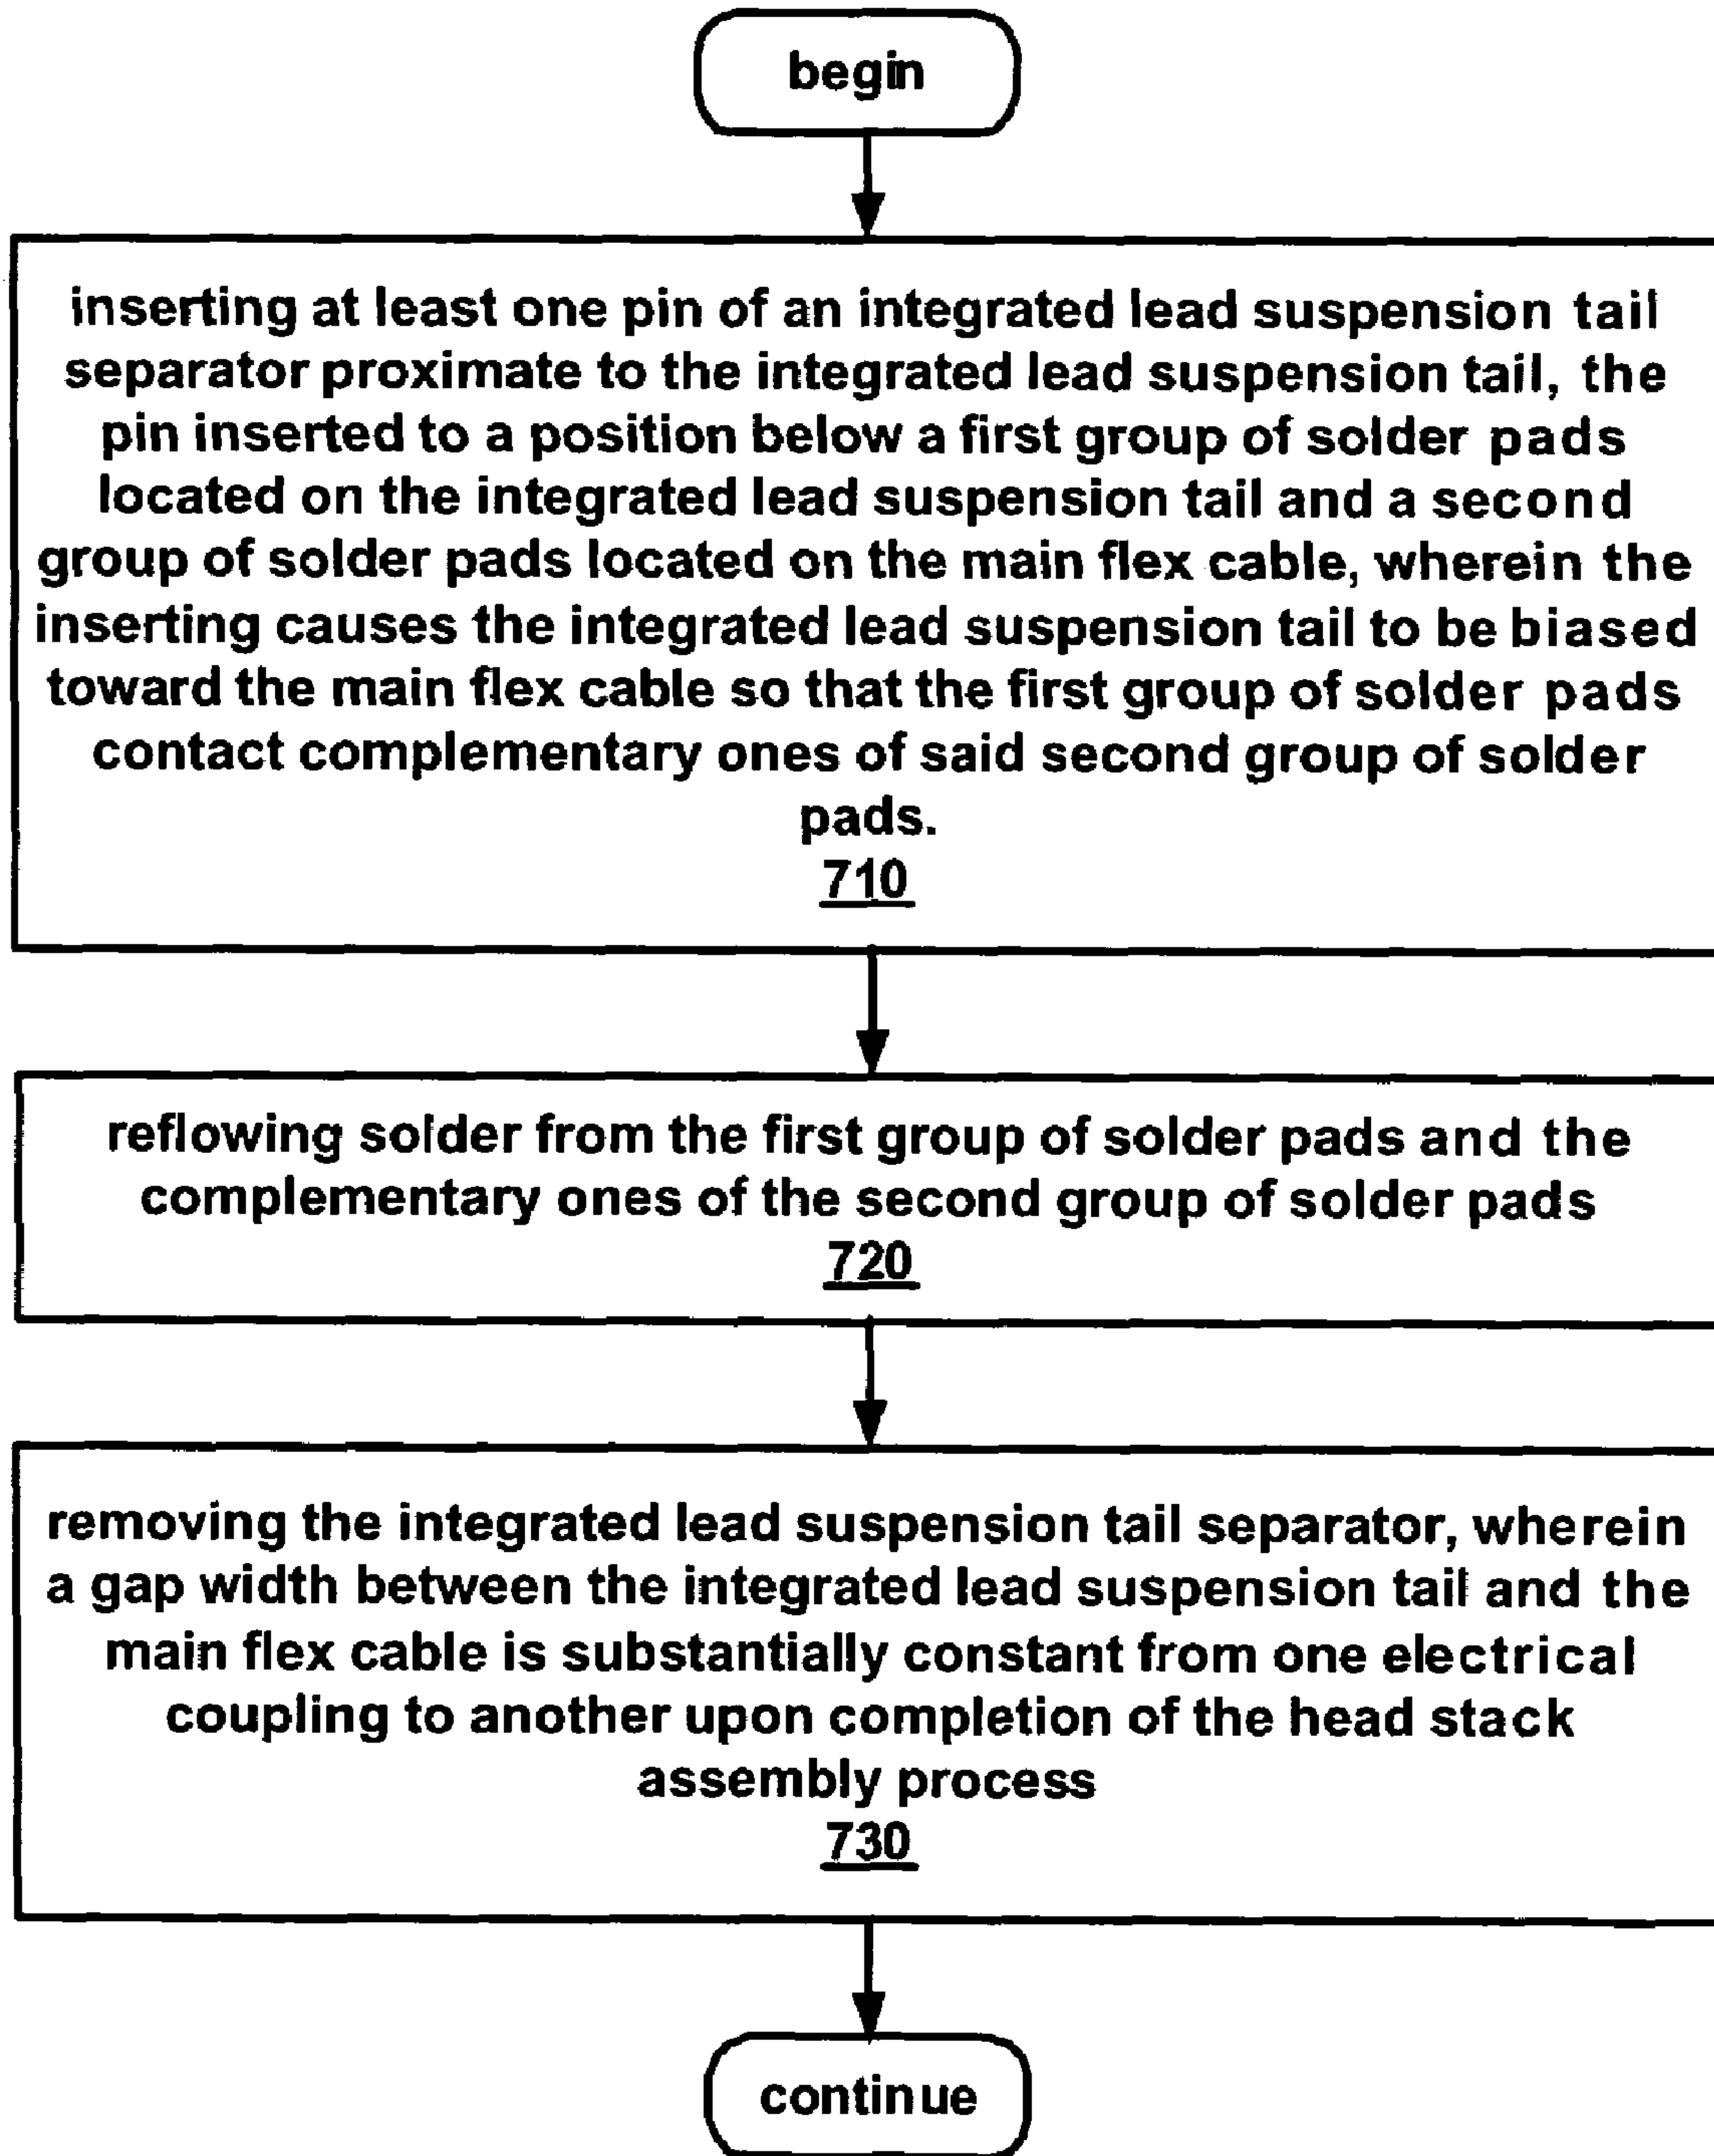 begin
inserting at least one pin of an integrated lead suspension tail
separator proximate to the integrated lead suspension tail, the
pin inserted to a position below a first group of solder pads
located on the integrated lead suspension tail and a second
group of solder pads located on the main flex cable, wherein the
inserting causes the integrated lead suspension tail to be biased
toward the main flex cable so that the first group of solder pads
contact complementary ones of said second group of solder
pads.
710
reflowing solder from the first group of solder pads and the
complementary ones of the second group of solder pads
720
removing the integrated lead suspension tail separator, wherein
a gap width between the integrated lead suspension tail and the
main flex cable is substantially constant from one electrical
coupling to another upon completion of the head stack
assembly process
730
continue